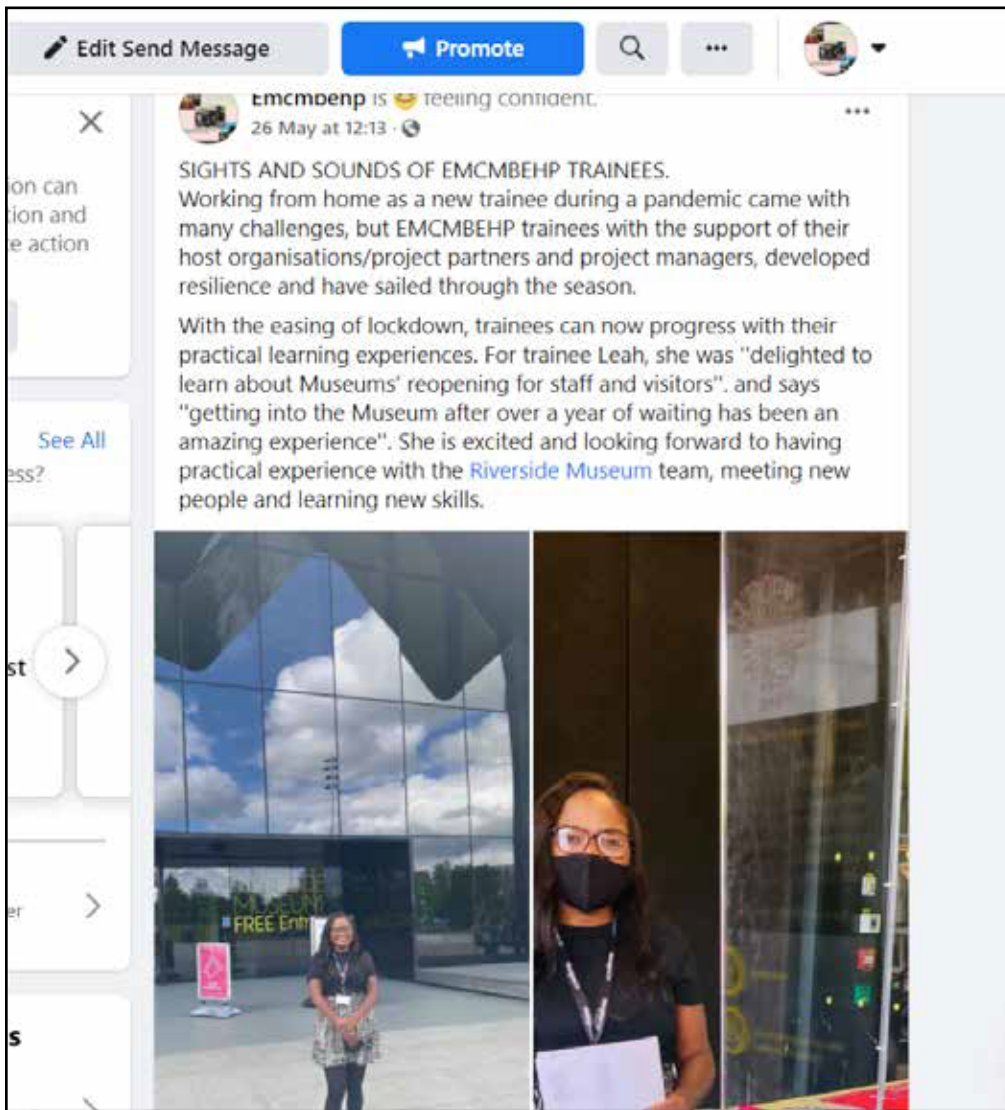 Edit Send Message
Promote
Emcmbehp is feeling confident.
26 May at 12:13
ion can
tion and
e action
SIGHTS AND SOUNDS OF EMCMBEHP TRAINEES.
Working from home as a new trainee during a pandemic came with
many challenges, but EMCMBEHP trainees with the support of their
host organisations/project partners and project managers, developed
resilience and have sailed through the season.
With the easing of lockdown, trainees can now progress with their
practical learning experiences. For trainee Leah, she was "delighted to
learn about Museums' reopening for staff and visitors". and says
"getting into the Museum after over a year of waiting has been an
amazing experience". She is excited and looking forward to having
practical experience with the Riverside Museum team, meeting new
people and learning new skills.
See All
ess?
st
er
s
MUSEUM
FREE Entr